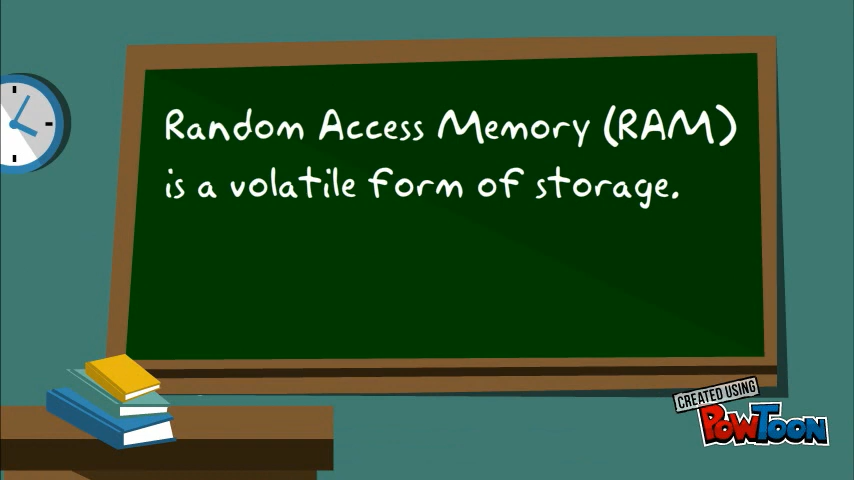 Random Access Memory (RAM)
is a volatile form of storage.
CREATED USING
POWTOON